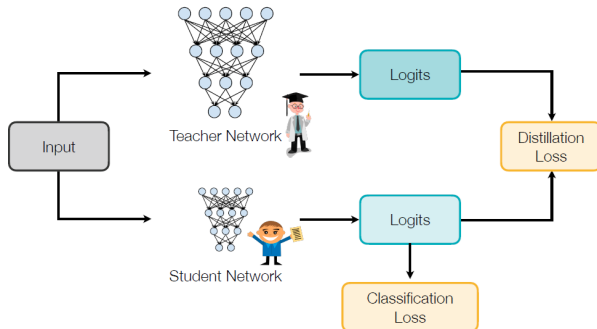 Logits
Teacher Network
Input
Distillation
Loss
Logits
Student Network
Classification
Loss